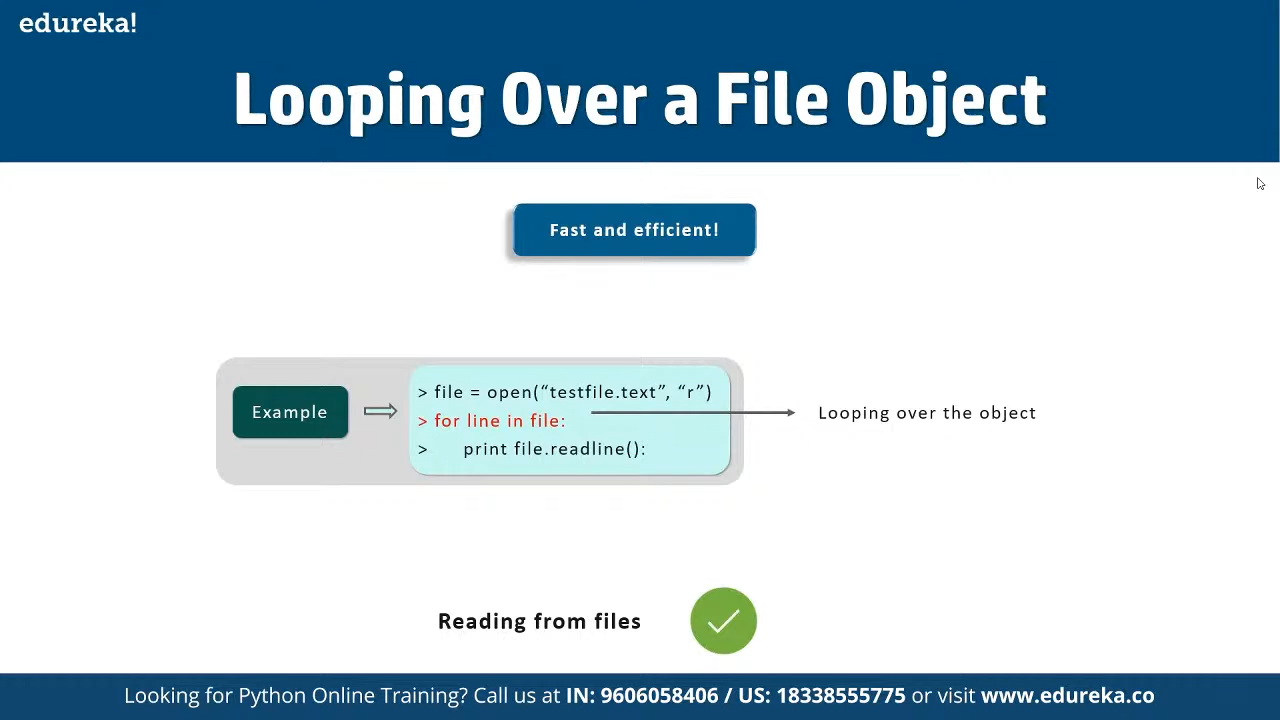 edureka!
Looping Over a File Object
Fast and efficient!
Example
> file = open(“testfile.text”, “r”)
> for line in file:
> print file.readline():
Looping over the object
Reading from files
Looking for Python Online Training? Call us at IN: 9606058406 / US: 18338555775 or visit www.edureka.co